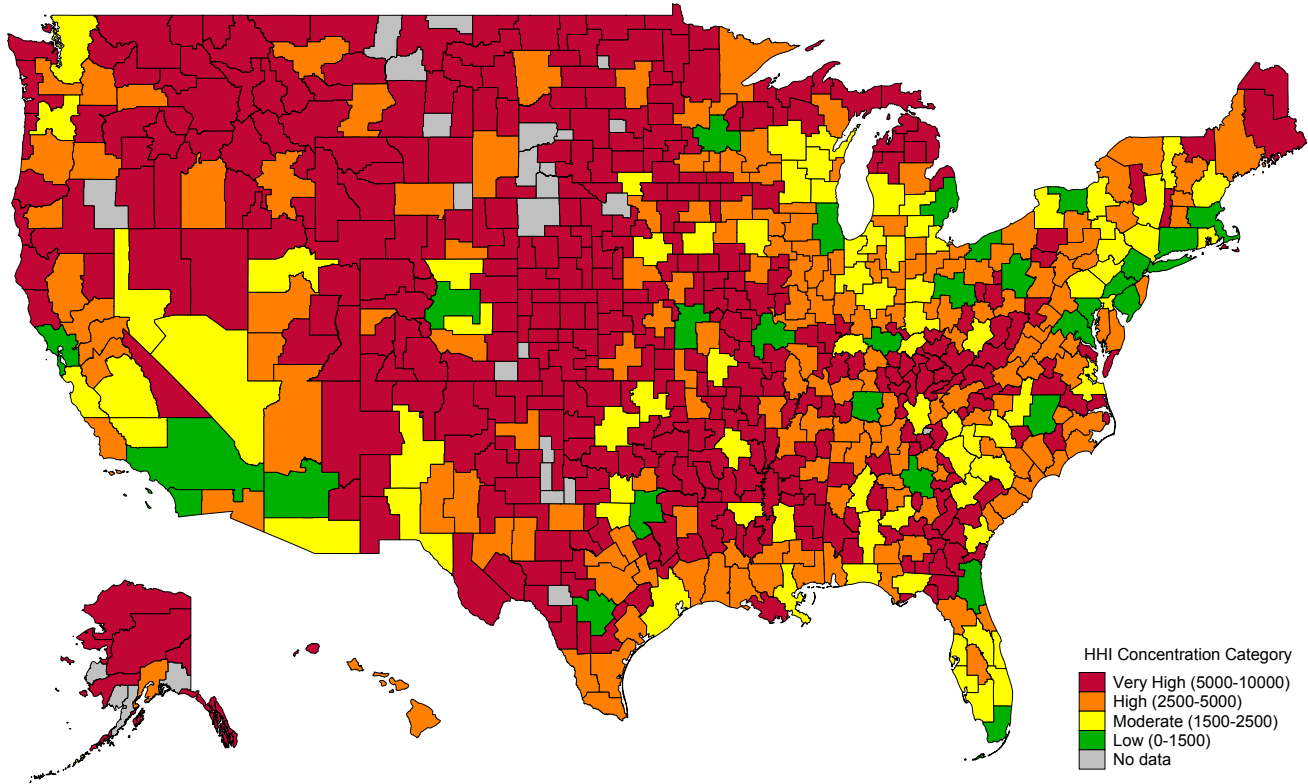 HHI Concentration Category
Very High (5000-10000)
High (2500-5000)
Moderate (1500-2500)
Low (0-1500)
No data